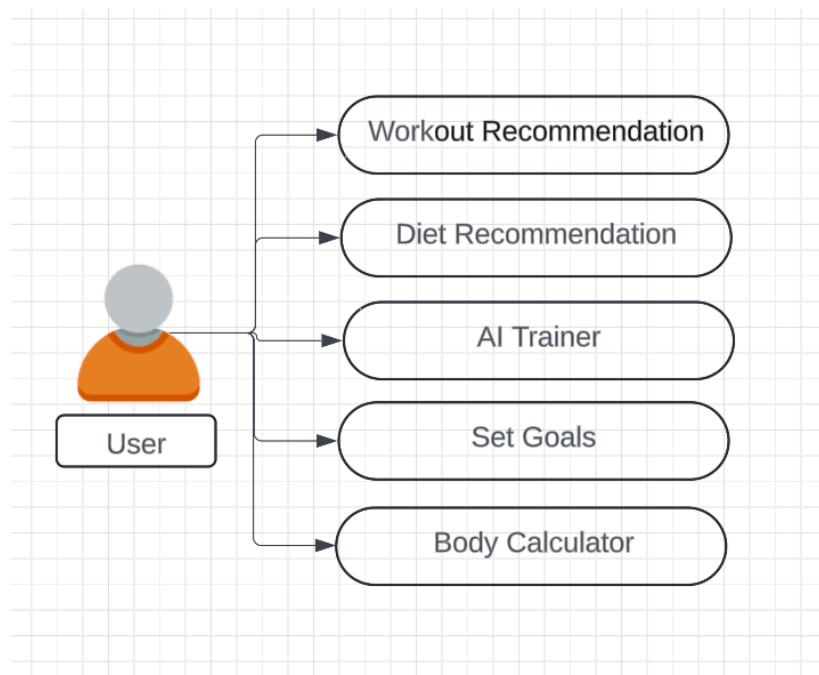 Workout Recommendation
Diet Recommendation
AI Trainer
User
Set Goals
Body Calculator